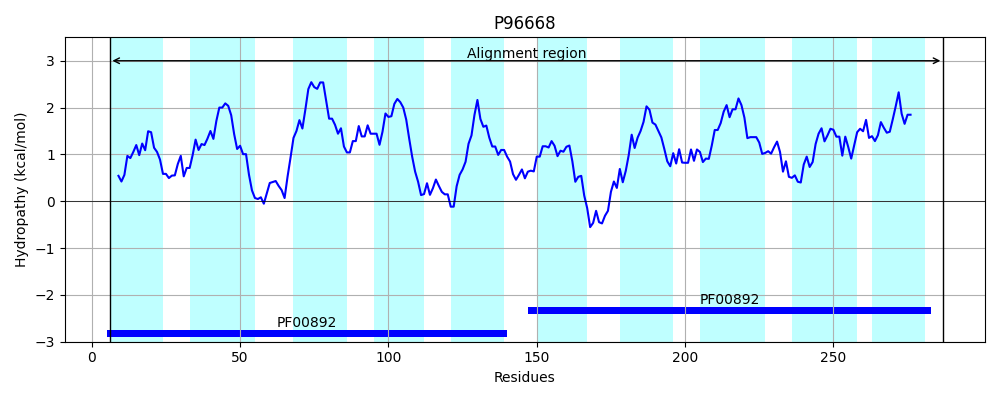 P96668
Alignment region
3
2
1
0
−1
−2
−3
Hydropathy (kcal/mol)
PF00892
PF00892
0
50
100
150
200
250
Residues